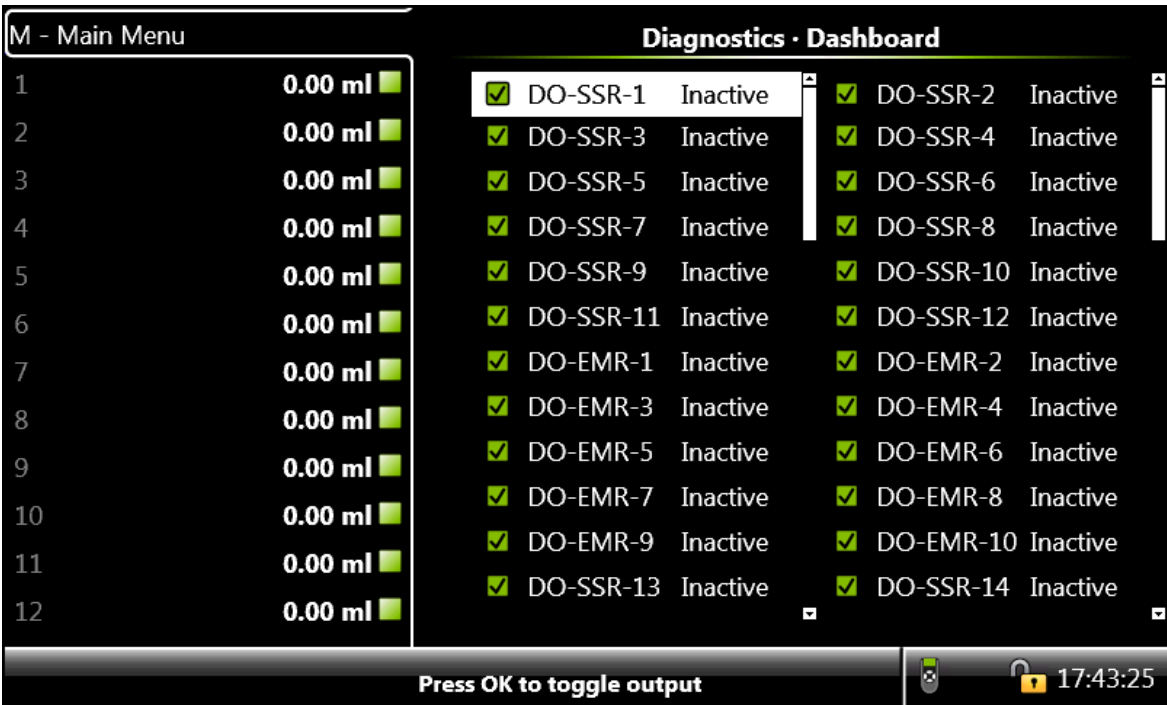 M - Main Menu
Diagnostics · Dashboard
1 0.00 ml
2 0.00 ml
3 0.00 ml
4 0.00 ml
5 0.00 ml
6 0.00 ml
7 0.00 ml
8 0.00 ml
9 0.00 ml
10 0.00 ml
11 0.00 ml
12 0.00 ml
DO-SSR-1 Inactive DO-SSR-2 Inactive
DO-SSR-3 Inactive DO-SSR-4 Inactive
DO-SSR-5 Inactive DO-SSR-6 Inactive
DO-SSR-7 Inactive DO-SSR-8 Inactive
DO-SSR-9 Inactive DO-SSR-10 Inactive
DO-SSR-11 Inactive DO-SSR-12 Inactive
DO-EMR-1 Inactive DO-EMR-2 Inactive
DO-EMR-3 Inactive DO-EMR-4 Inactive
DO-EMR-5 Inactive DO-EMR-6 Inactive
DO-EMR-7 Inactive DO-EMR-8 Inactive
DO-EMR-9 Inactive DO-EMR-10 Inactive
DO-SSR-13 Inactive DO-SSR-14 Inactive
Press OK to toggle output
17:43:25